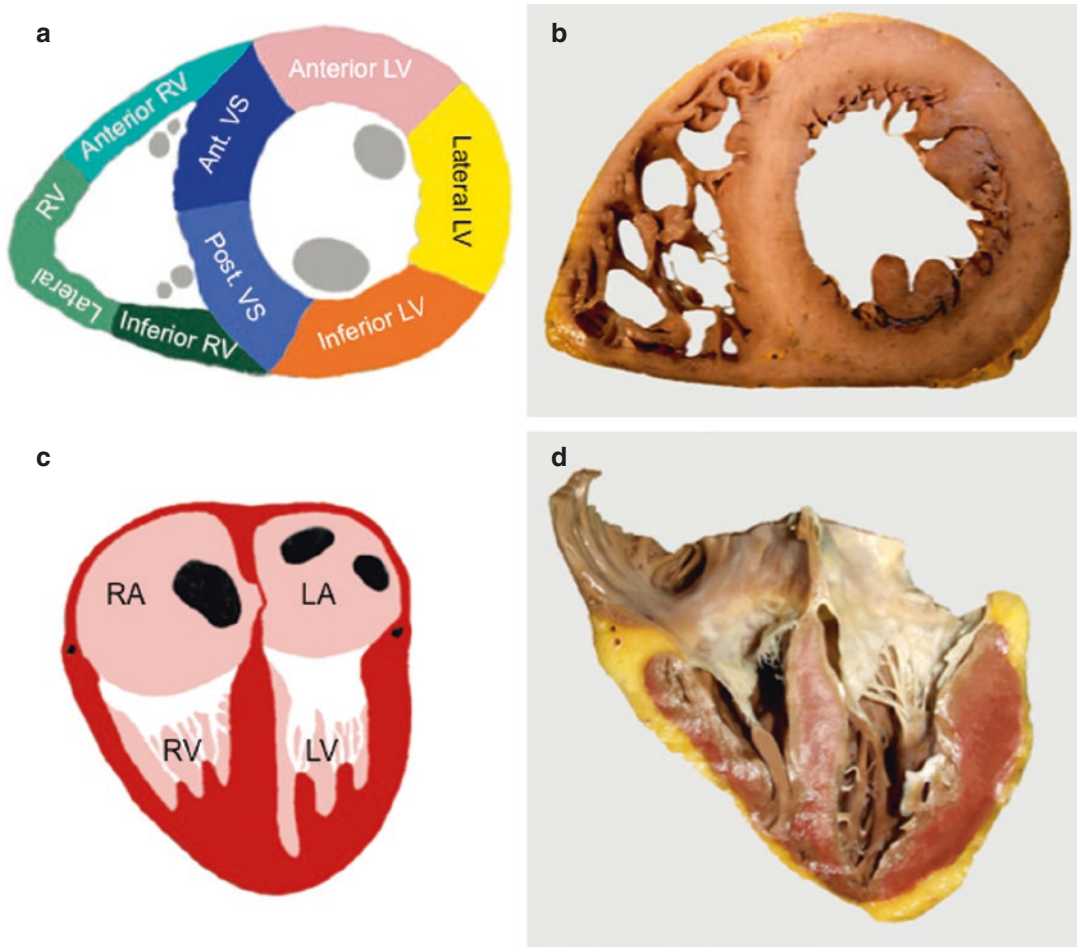 a
Anterior RV
Ant. VS
Anterior LV
Lateral LV
RV
Lateral
Post. VS
Inferior RV
Inferior LV
b
c
RA
LA
RV
LV
d